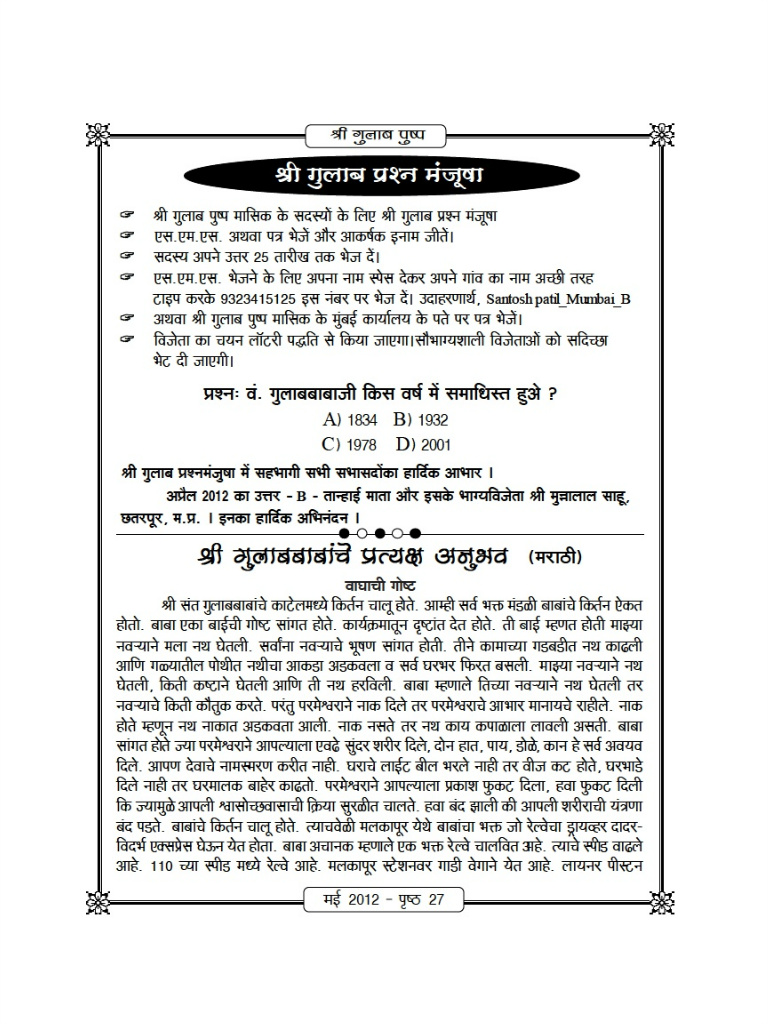 श्री गुलाब पुष्प
श्री गुलाब प्रश्न मंजूषा
☞ श्री गुलाब पुष्प मासिक के सदस्यों के लिए श्री गुलाब प्रश्न मंजूषा
☞ एस.एम.एस. अथवा पत्र भेजें और आकर्षक इनाम जीतें।
☞ सदस्य अपने उत्तर 25 तारीख तक भेज दें।
☞ एस.एम.एस. भेजने के लिए अपना नाम स्पेस देकर अपने गांव का नाम अच्छी तरह
टाइप करके 9323415125 इस नंबर पर भेज दें। उदाहरणार्थ, Santosh patil_Mumbai_B
☞ अथवा श्री गुलाब पुष्प मासिक के मुंबई कार्यालय के पते पर पत्र भेजें।
☞ विजेता का चयन लॉटरी पद्धति से किया जाएगा।सौभाग्यशाली विजेताओं को सदिच्छा
भेट दी जाएगी।
प्रश्नः वं. गुलाबबाबाजी किस वर्ष में समाधिस्त हुअे ?
A) 1834 B) 1932
C) 1978 D) 2001
श्री गुलाब प्रश्नमंजुषा में सहभागी सभी सभासदोंका हार्दिक आभार ।
अप्रैल 2012 का उत्तर - B - तान्हाई माता और इसके भाग्यविजेता श्री मुन्नालाल साहू,
छतरपूर, म.प्र. । इनका हार्दिक अभिनंदन ।
श्री गुलाबबाबांचे प्रत्यक्ष अनुभव (मराठी)
वाघाची गोष्ट
श्री संत गुलाबबाबांचे काटेलमध्ये किर्तन चालू होते. आम्ही सर्व भक्त मंडळी बाबांचे किर्तन ऐकत
होतो. बाबा एका बाईची गोष्ट सांगत होते. कार्यक्रमातून दृष्टांत देत होते. ती बाई म्हणत होती माझ्या
नवऱ्याने मला नथ घेतली. सर्वांना नवऱ्याचे भूषण सांगत होती. तीने कामाच्या गडबडीत नथ काढली
आणि गळ्यातील पोथीत नथीचा आकडा अडकवला व सर्व घरभर फिरत बसली. माझ्या नवऱ्याने नथ
घेतली, किती कष्टाने घेतली आणि ती नथ हरविली. बाबा म्हणाले तिच्या नवऱ्याने नथ घेतली तर
नवऱ्याचे किती कौतुक करते. परंतु परमेश्वराने नाक दिले तर परमेश्वराचे आभार मानायचे राहीले. नाक
होते म्हणून नथ नाकात अडकवता आली. नाक नसते तर नथ काय कपाळाला लावली असती. बाबा
सांगत होते ज्या परमेश्वराने आपल्याला एवढे सुंदर शरीर दिले, दोन हात, पाय, डोळे, कान हे सर्व अवयव
दिले. आपण देवाचे नामस्मरण करीत नाही. घराचे लाईट बील भरले नाही तर वीज कट होते, घरभाडे
दिले नाही तर घरमालक बाहेर काढतो. परमेश्वराने आपल्याला प्रकाश फुकट दिला, हवा फुकट दिली
कि ज्यामुळे आपली श्वासोच्छवासाची क्रिया सुरळीत चालते. हवा बंद झाली की आपली शरीराची यंत्रणा
बंद पडते. बाबांचे किर्तन चालू होते. त्याचवेळी मलकापूर येथे बाबांचा भक्त जो रेल्वेचा ड्रायव्हर दादर-
विदर्भ एक्सप्रेस घेऊन येत होता. बाबा अचानक म्हणाले एक भक्त रेल्वे चालवित आहे. त्याचे स्पीड वाढले
आहे. 110 च्या स्पीड मध्ये रेल्वे आहे. मलकापूर स्टेशनवर गाडी वेगाने येत आहे. लायनर पीस्टन
मई 2012 - पृष्ठ 27